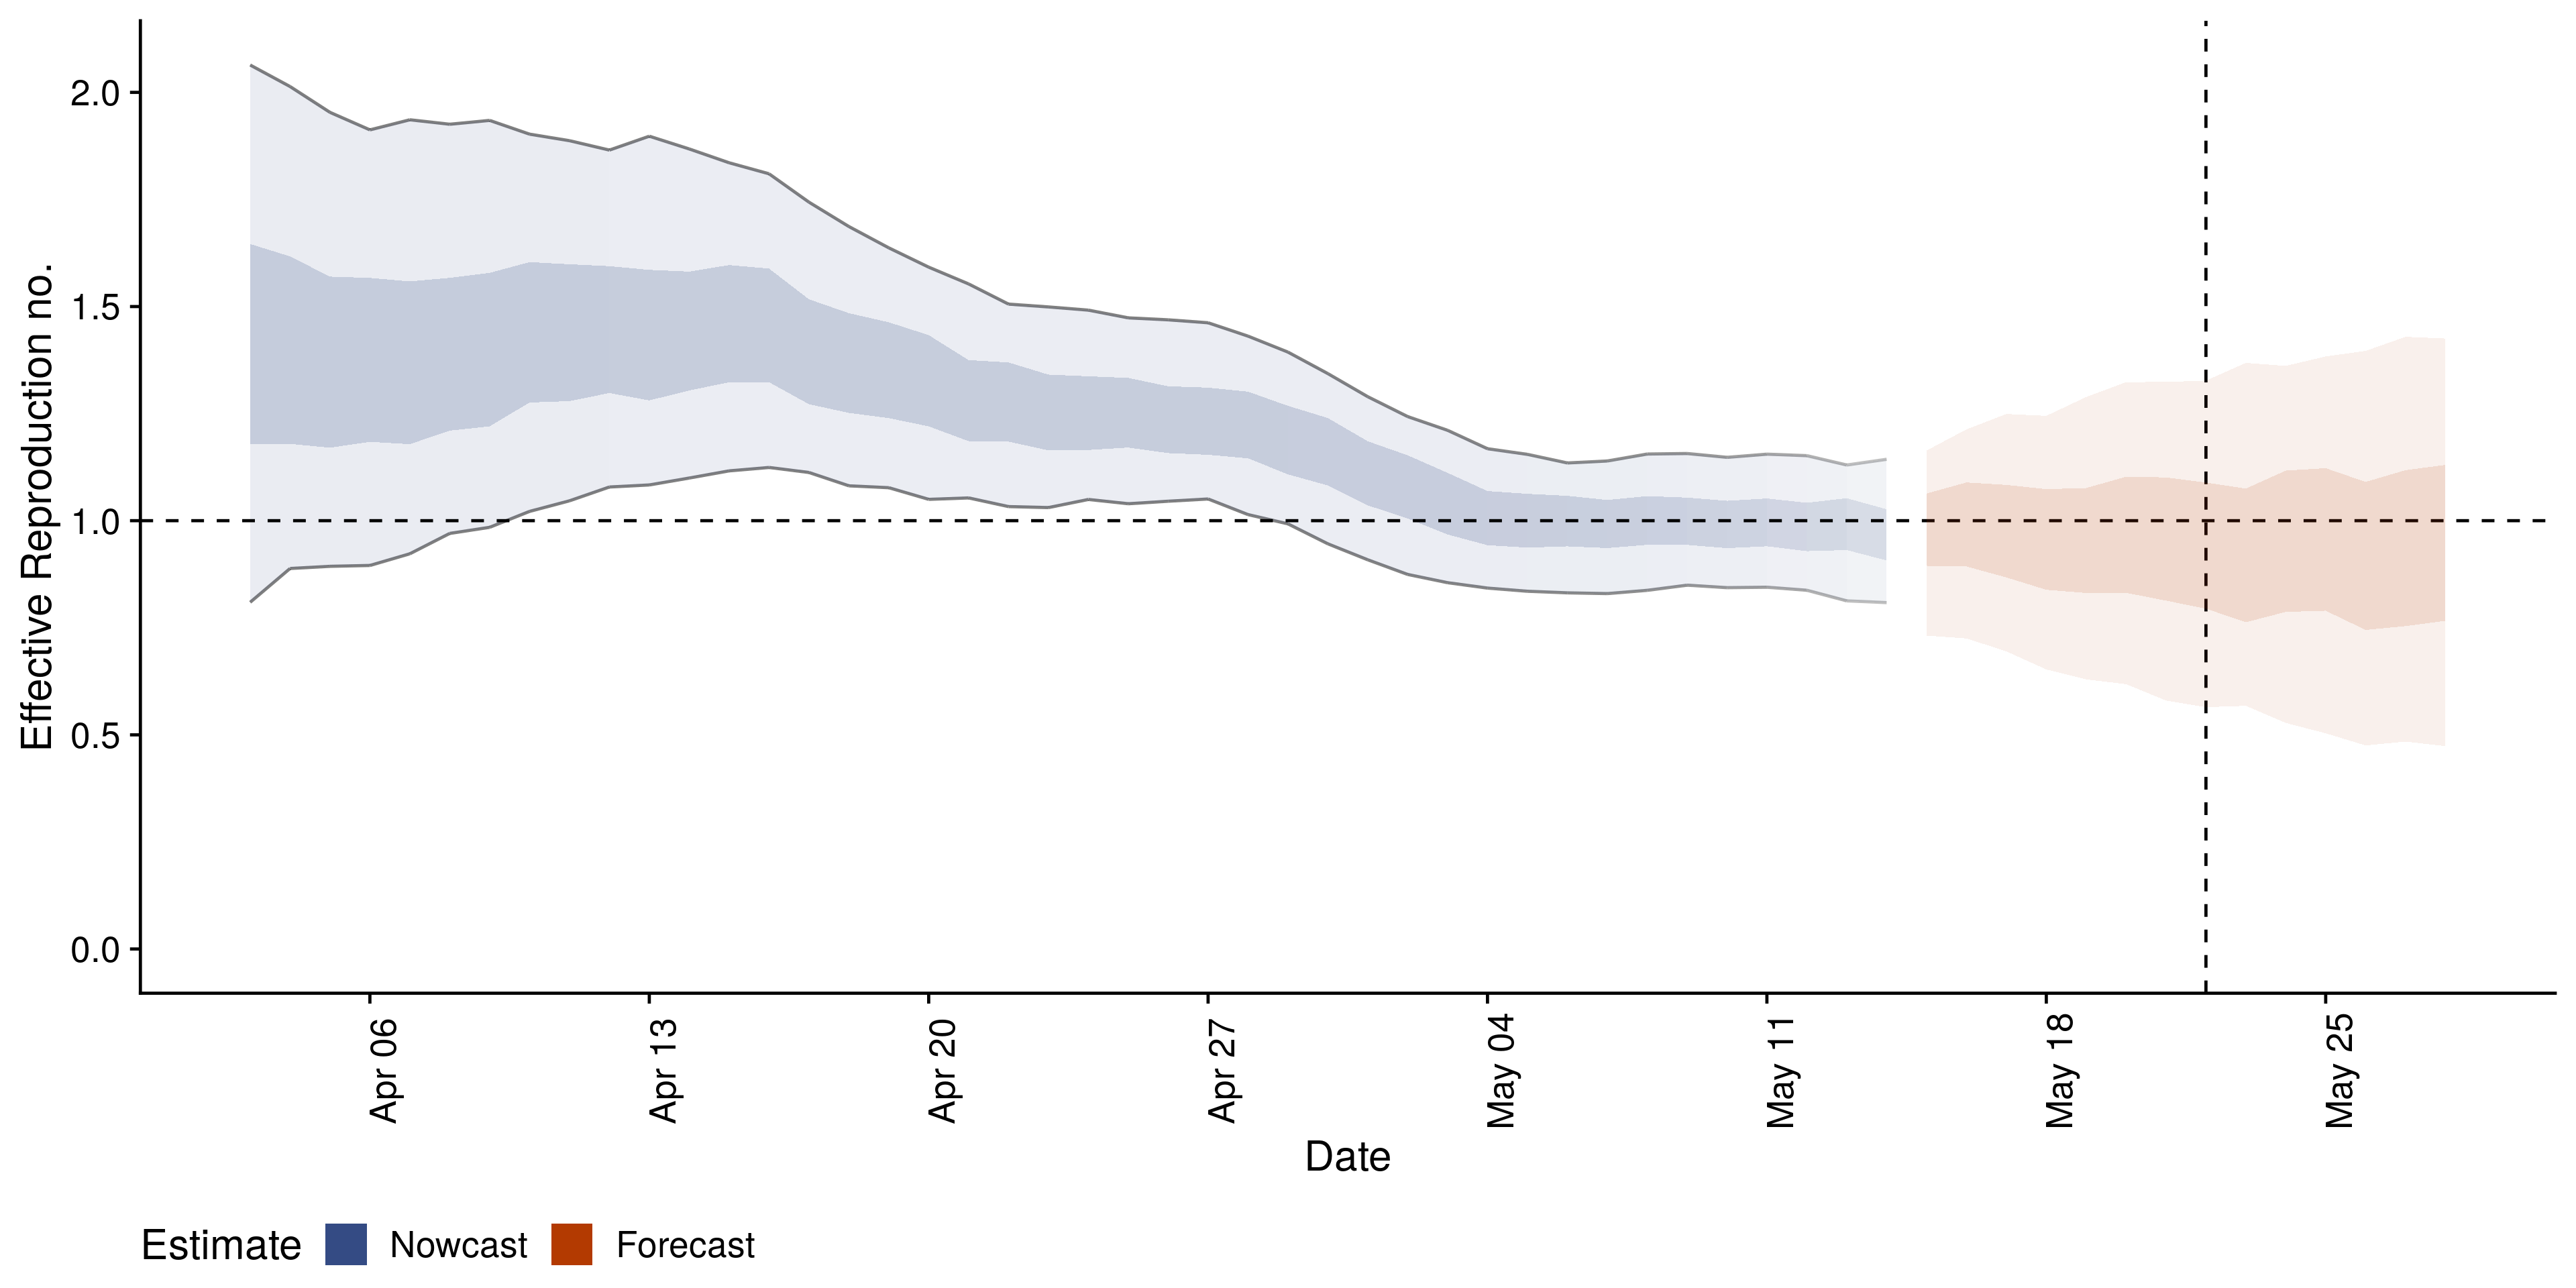 Effective Reproduction no.
2.0
1.5
1.0
0.5
0.0
Apr 06
Apr 13
Apr 20
Apr 27
May 04
May 11
May 18
May 25
Date
Estimate Nowcast Forecast